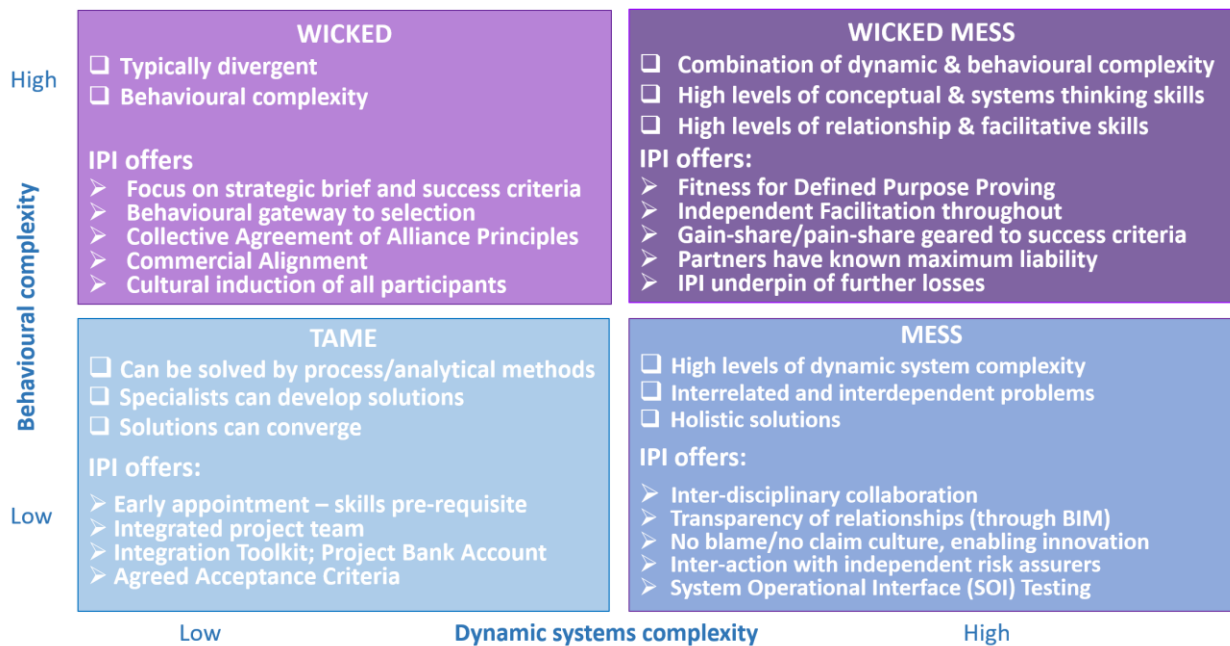 High
Behavioural complexity
Low
WICKED
❑ Typically divergent
❑ Behavioural complexity
IPI offers
➢ Focus on strategic brief and success criteria
➢ Behavioural gateway to selection
➢ Collective Agreement of Alliance Principles
➢ Commercial Alignment
➢ Cultural induction of all participants
WICKED MESS
❑ Combination of dynamic & behavioural complexity
❑ High levels of conceptual & systems thinking skills
❑ High levels of relationship & facilitative skills
IPI offers:
➢ Fitness for Defined Purpose Proving
➢ Independent Facilitation throughout
➢ Gain-share/pain-share geared to success criteria
➢ Partners have known maximum liability
➢ IPI underpin of further losses
TAME
❑ Can be solved by process/analytical methods
❑ Specialists can develop solutions
❑ Solutions can converge
IPI offers:
➢ Early appointment – skills pre-requisite
➢ Integrated project team
➢ Integration Toolkit; Project Bank Account
➢ Agreed Acceptance Criteria
MESS
❑ High levels of dynamic system complexity
❑ Interrelated and interdependent problems
❑ Holistic solutions
IPI offers:
➢ Inter-disciplinary collaboration
➢ Transparency of relationships (through BIM)
➢ No blame/no claim culture, enabling innovation
➢ Inter-action with independent risk assurers
➢ System Operational Interface (SOI) Testing
Low
Dynamic systems complexity
High